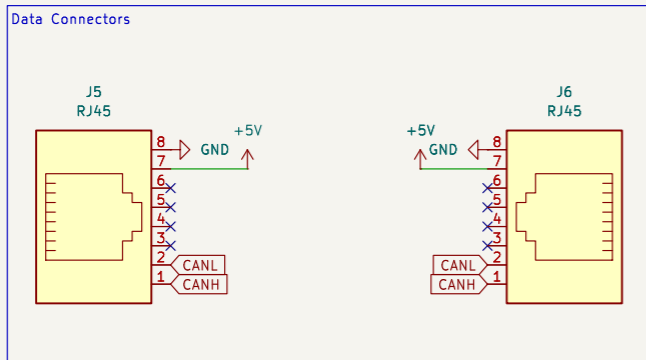 Data Connectors
J5
RJ45
8
GND
+5V
7
6
5
4
3
2
CANL
1
CANH
J6
RJ45
+5V
GND
8
7
6
5
4
3
CANL
2
CANH
1